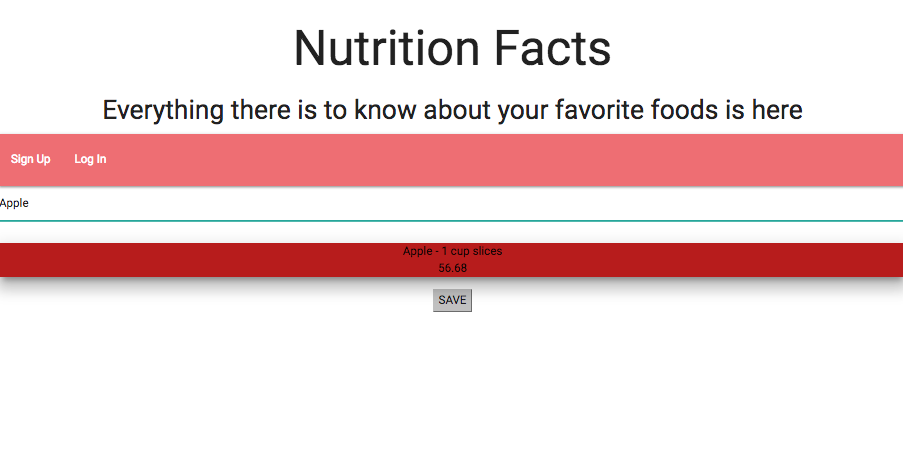 Nutrition Facts
Everything there is to know about your favorite foods is here
Sign Up Log In
Apple
Apple - 1 cup slices
56.68
SAVE